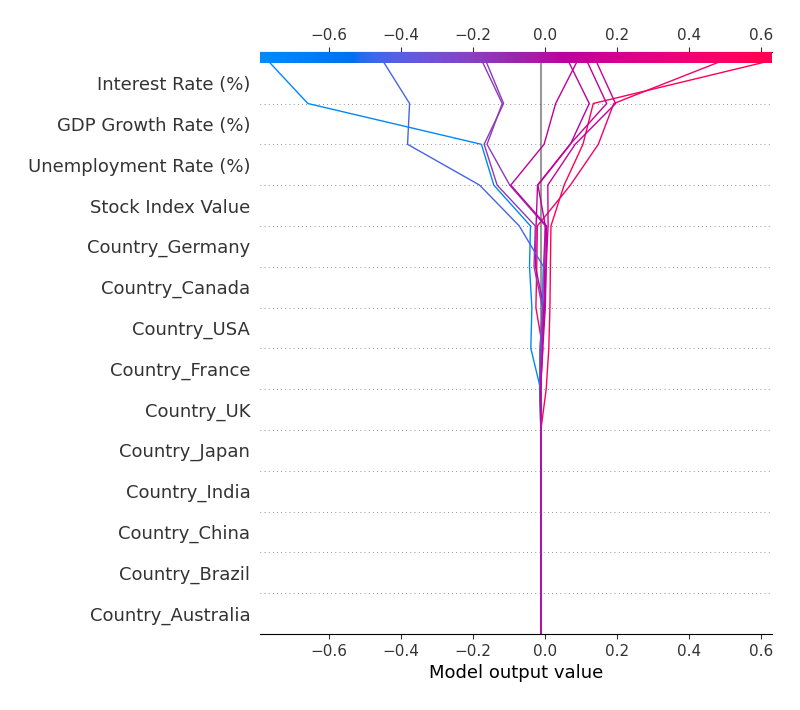 −0.6 −0.4 −0.2 0.0 0.2 0.4 0.6
Interest Rate (%)
GDP Growth Rate (%)
Unemployment Rate (%)
Stock Index Value
Country_Germany
Country_Canada
Country_USA
Country_France
Country_UK
Country_Japan
Country_India
Country_China
Country_Brazil
Country_Australia
−0.6 −0.4 −0.2 0.0 0.2 0.4 0.6
Model output value